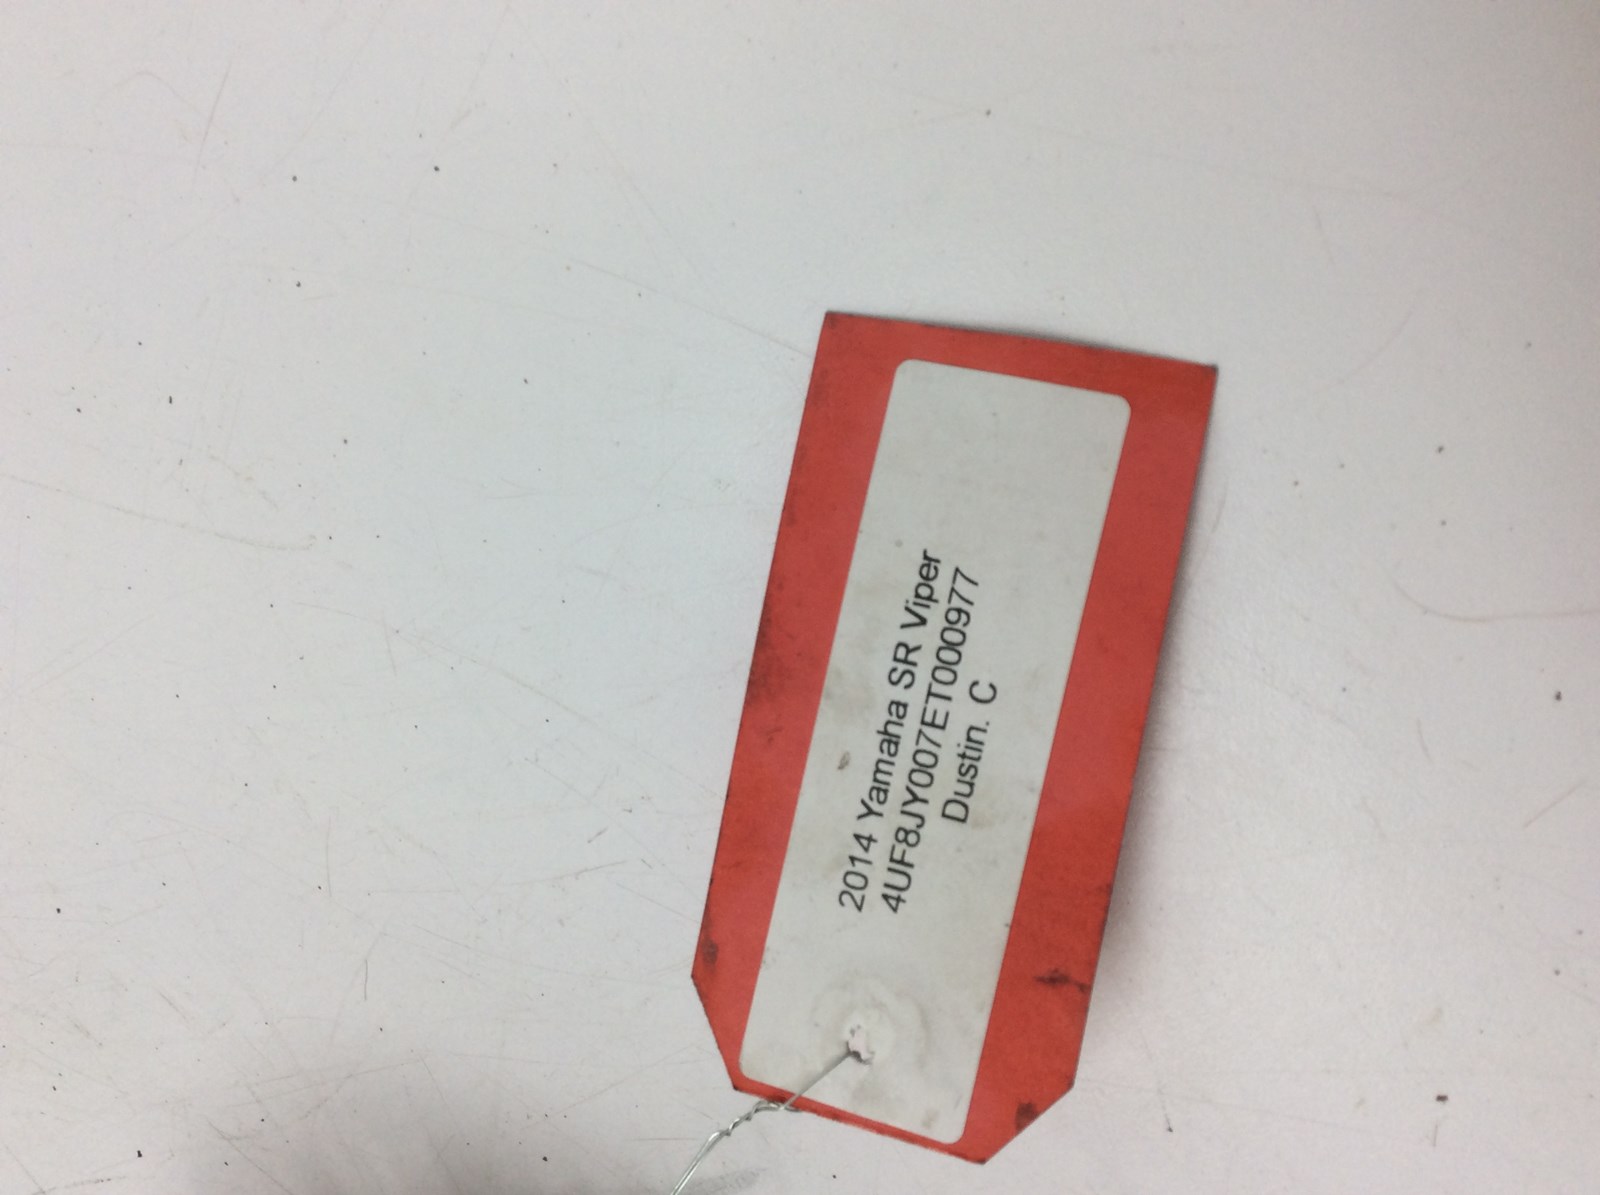 2014 Yamaha SR Viper
4UF8JY007ET000977
Dustin. C